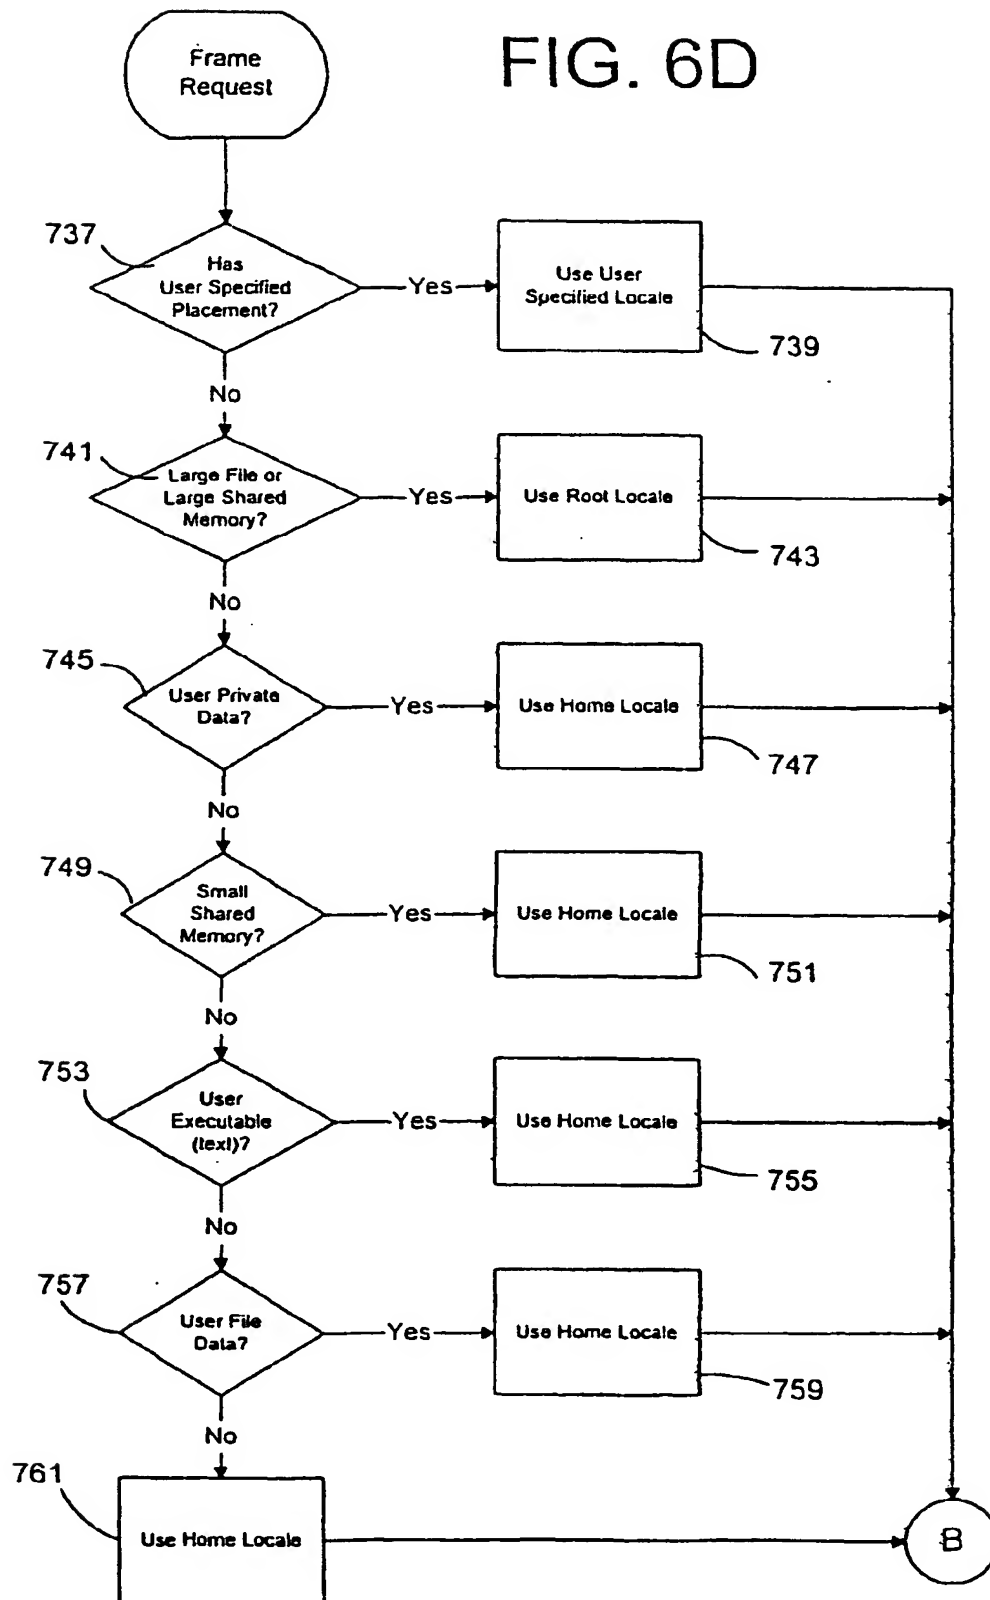 FIG. 6D
Frame
Request
737
Has
User Specified
Placement?
Yes
Use User
Specified Locale
739
No
741
Large File or
Large Shared
Memory?
Yes
Use Root Locale
743
No
745
User Private
Data?
Yes
Use Home Locale
747
No
749
Small
Shared
Memory?
Yes
Use Home Locale
751
No
753
User
Executable
(text)?
Yes
Use Home Locale
755
No
757
User File
Data?
Yes
Use Home Locale
759
No
761
Use Home Locale
B